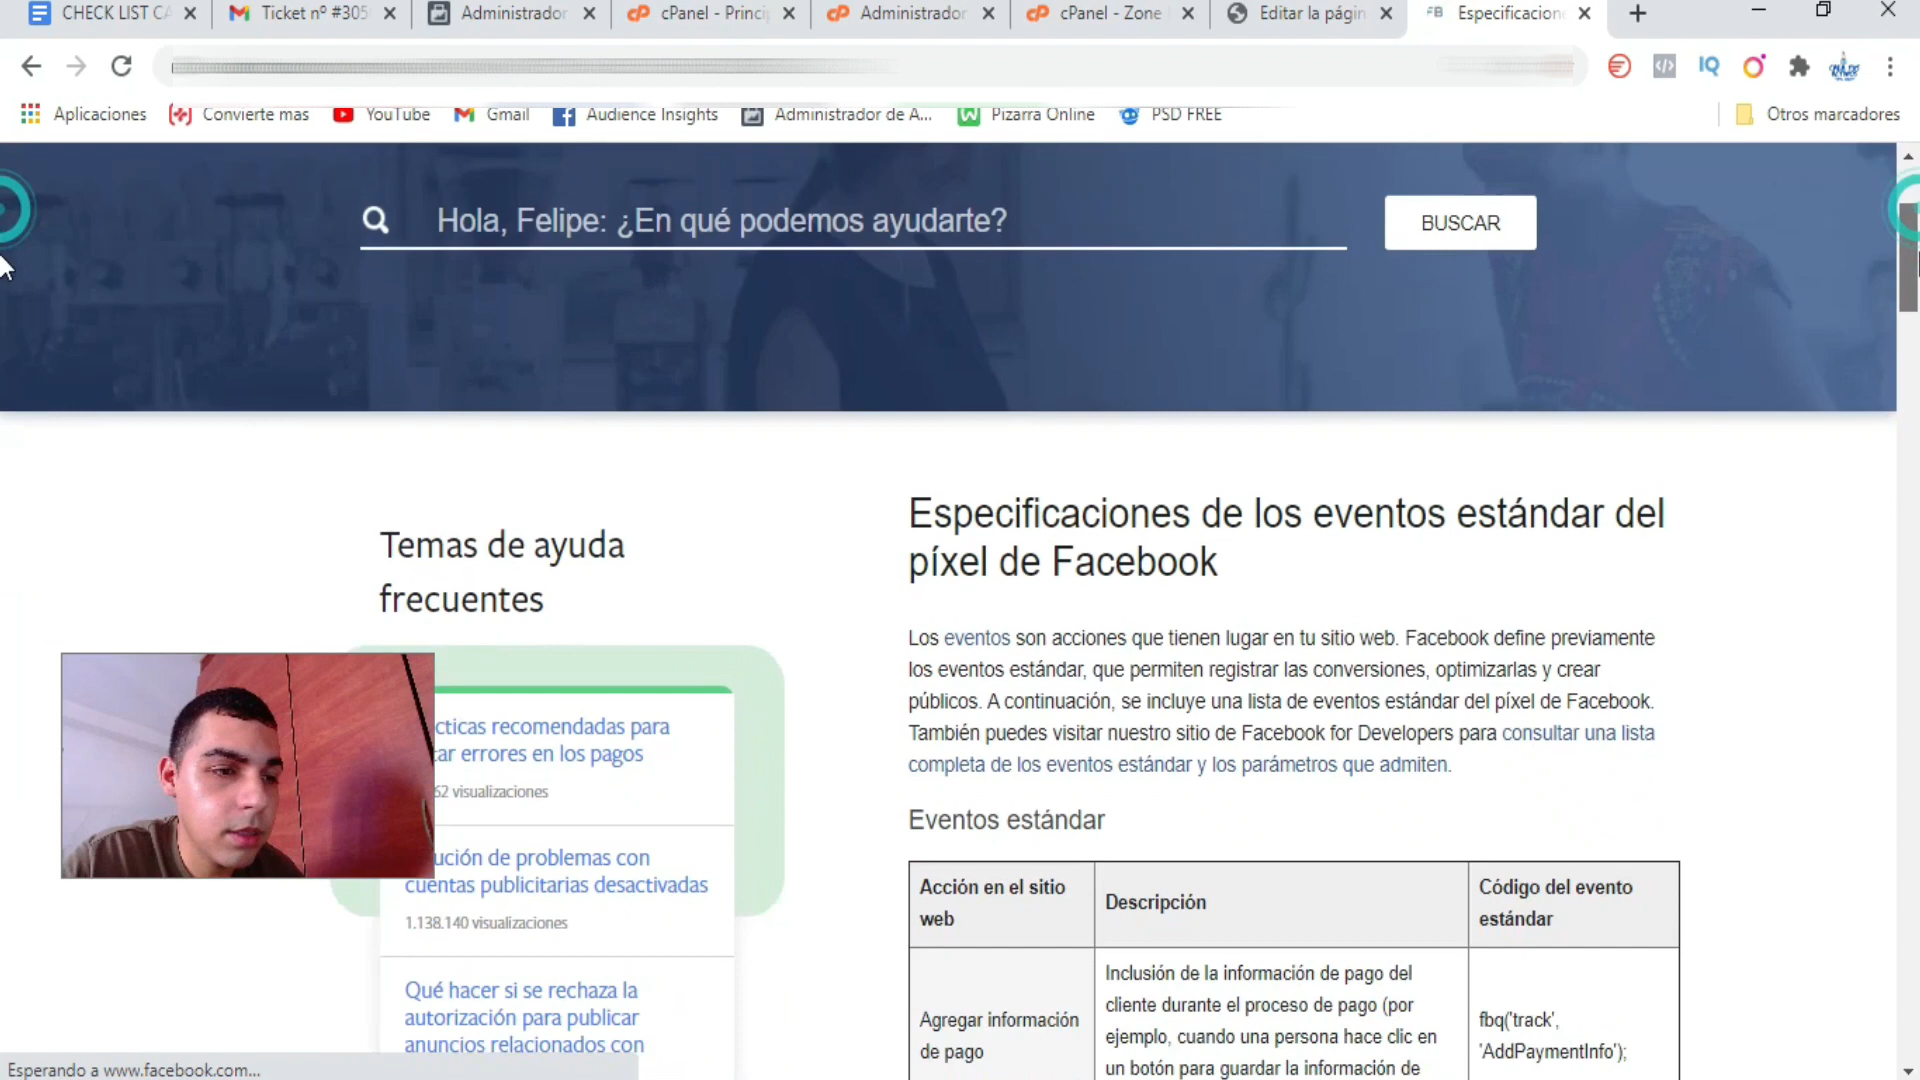 CHECK LIST CA
Ticket nº #305
Administrador
cPanel - Princi
Administrador
cPanel - Zone
Editar la págin
Especificacion
Aplicaciones
Convierte mas
YouTube
Gmail
Audience Insights
Administrador de A...
Pizarra Online
PSD FREE
Otros marcadores
Hola, Felipe: ¿En qué podemos ayudarte?
BUSCAR
Temas de ayuda
frecuentes
cticas recomendadas para
ar errores en los pagos
62 visualizaciones
ución de problemas con
cuentas publicitarias desactivadas
1.138.140 visualizaciones
Qué hacer si se rechaza la
autorización para publicar
anuncios relacionados con
Especificaciones de los eventos estándar del
píxel de Facebook
Los eventos son acciones que tienen lugar en tu sitio web. Facebook define previamente
los eventos estándar, que permiten registrar las conversiones, optimizarlas y crear
públicos. A continuación, se incluye una lista de eventos estándar del píxel de Facebook.
También puedes visitar nuestro sitio de Facebook for Developers para consultar una lista
completa de los eventos estándar y los parámetros que admiten.
Eventos estándar
Acción en el sitio
web
Descripción
Código del evento
estándar
Agregar información
de pago
Inclusión de la información de pago del
cliente durante el proceso de pago (por
ejemplo, cuando una persona hace clic en
un botón para guardar la información de
fbq('track',
'AddPaymentInfo');
Esperando a www.facebook.com...